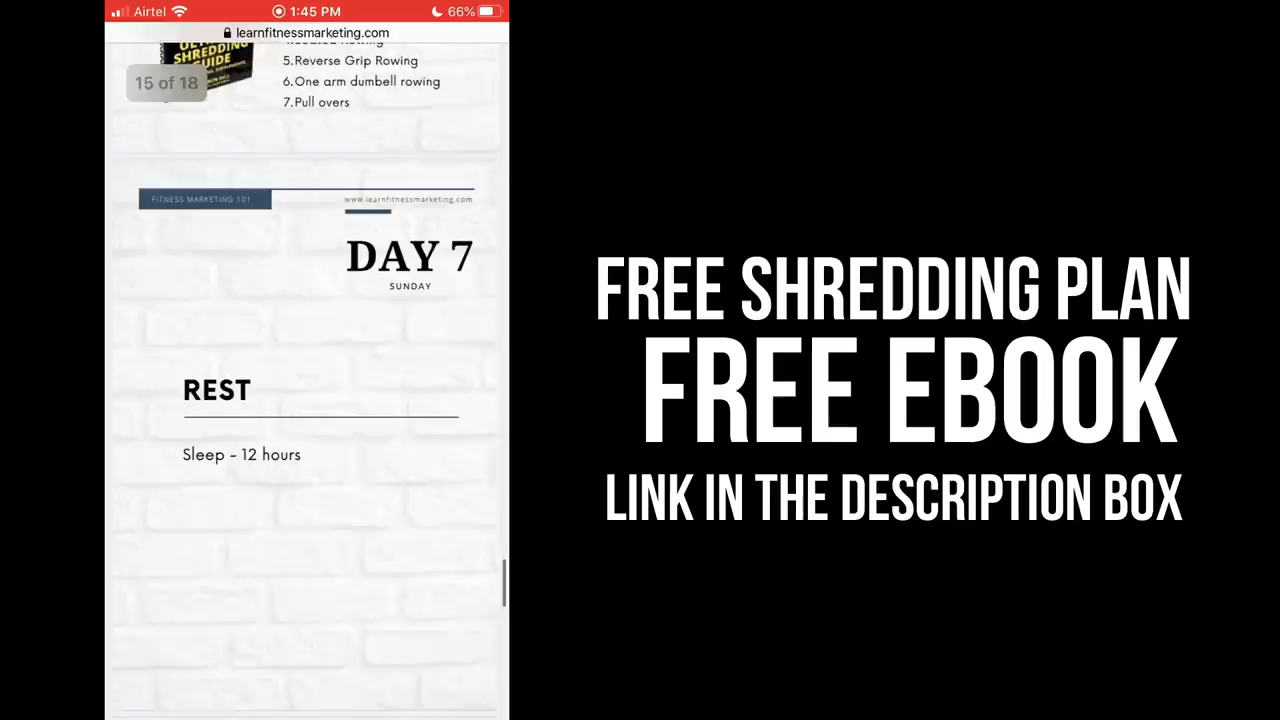 Airtel
1:45 PM
66%
learnfitnessmarketing.com
SHREDDING
GUIDE
15 of 18
5.Reverse Grip Rowing
6.One arm dumbell rowing
7.Pull overs
FITNESS MARKETING 101
www.learnfitnessmarketing.com
DAY 7
SUNDAY
REST
Sleep - 12 hours
FREE SHREDDING PLAN
FREE EBOOK
LINK IN THE DESCRIPTION BOX